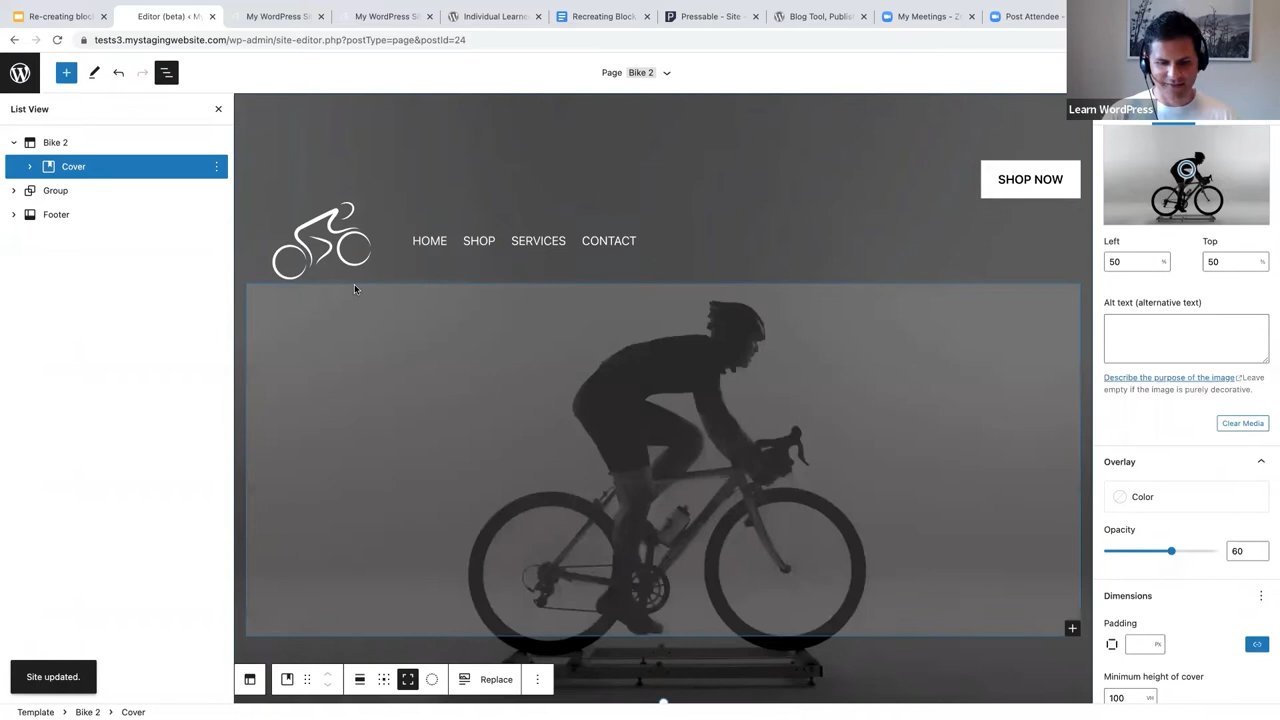 Re-creating block
Editor (beta) ‹ My
My WordPress Si
My WordPress Si
Individual Learne
Recreating Block
Pressable - Site
Blog Tool, Publis
My Meetings - Z
Post Attendee -
tests3.mystagingwebsite.com/wp-admin/site-editor.php?postType=page&postId=24
Page Bike 2
Learn WordPress
List View
Bike 2
Cover
Group
Footer
SHOP NOW
HOME SHOP SERVICES CONTACT
Left Top
50 % 50 %
Alt text (alternative text)
Describe the purpose of the image Leave
empty if the image is purely decorative.
Clear Media
Overlay
Color
Opacity
60
Dimensions
Padding
PX
Minimum height of cover
100 VH
Replace
Site updated.
Template › Bike 2 › Cover